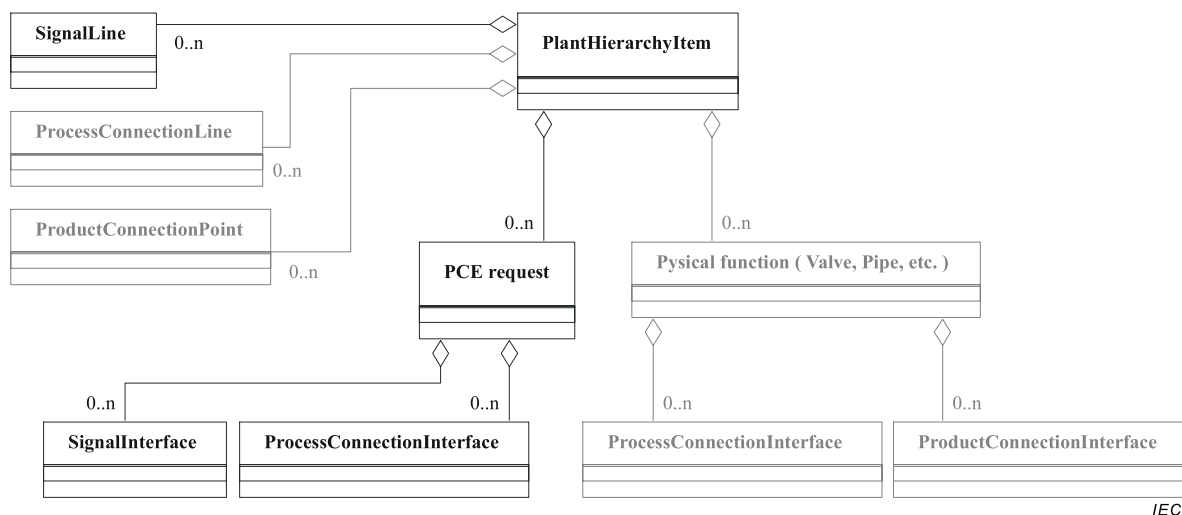 SignalLine
0..n
PlantHierarchyItem
ProcessConnectionLine
0..n
ProductConnectionPoint
0..n
0..n
0..n
PCE request
Pysical function ( Valve, Pipe, etc. )
0..n
0..n
0..n
0..n
SignalInterface
ProcessConnectionInterface
ProcessConnectionInterface
ProductConnectionInterface
IEC